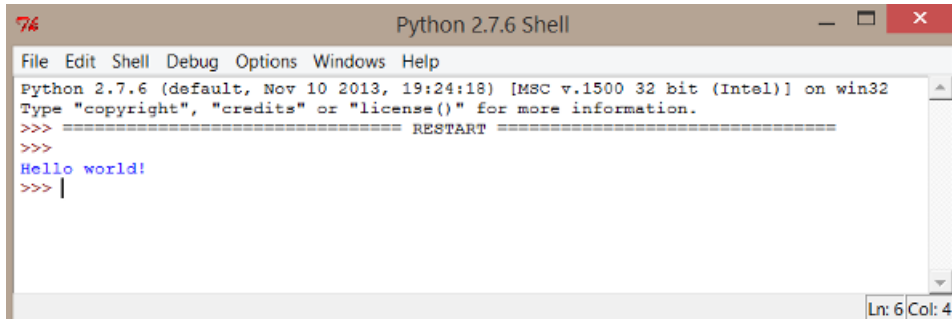 Python 2.7.6 Shell
File Edit Shell Debug Options Windows Help
Python 2.7.6 (default, Nov 10 2013, 19:24:18) [MSC v.1500 32 bit (Intel)] on win32
Type "copyright", "credits" or "license()" for more information.
>>> ================================ RESTART ================================
>>>
Hello world!
>>>
Ln: 6 Col: 4